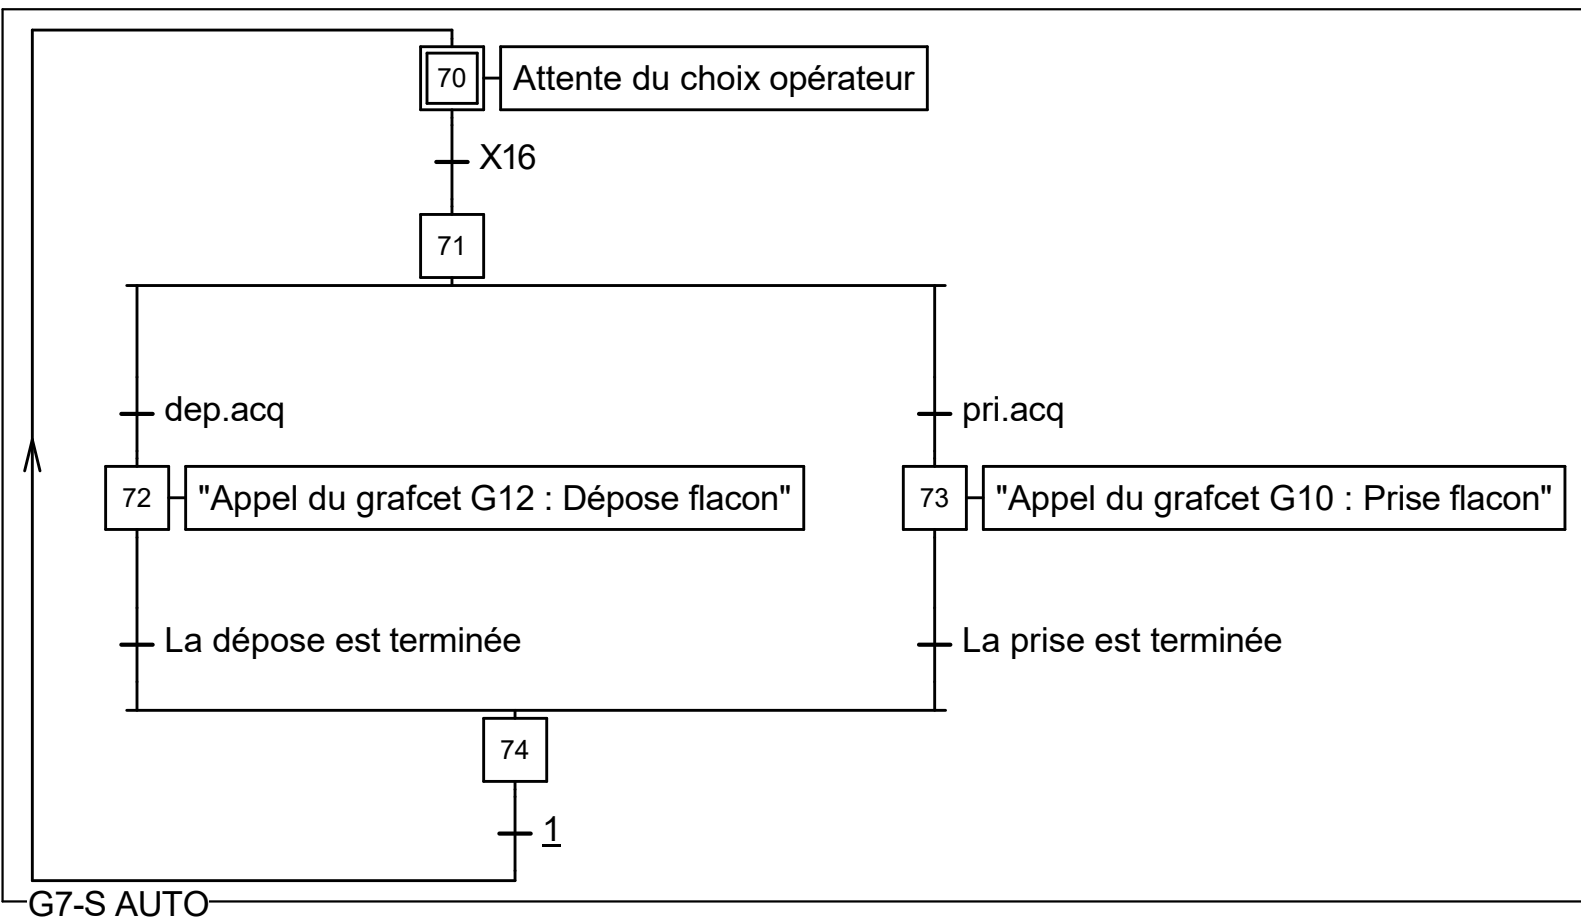 70 Attente du choix opérateur
X16
71
dep.acq pri.acq
72 "Appel du grafcet G12 : Dépose flacon" 73 "Appel du grafcet G10 : Prise flacon"
La dépose est terminée La prise est terminée
74
1
G7-S AUTO